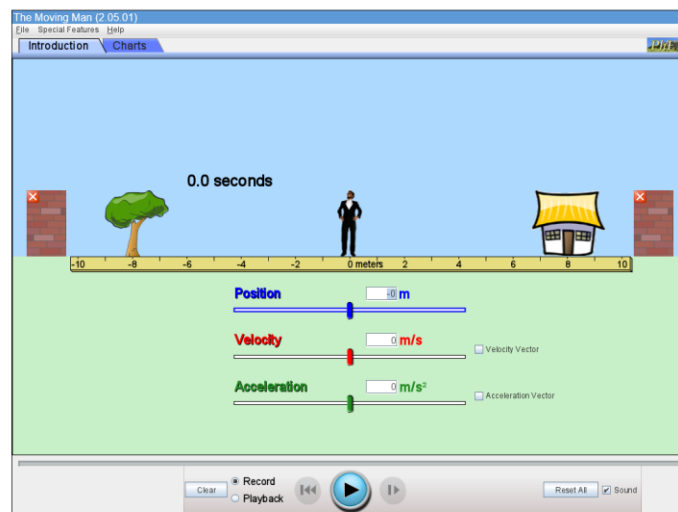 The Moving Man (2.05.01)
File Special Features Help
Introduction Charts
0.0 seconds
-10 -8 -6 -4 -2 0 meters 2 4 6 8 10
Position -0 m
Velocity 0 m/s
Velocity Vector
Acceleration 0 m/s²
Acceleration Vector
Clear Record Reset All Sound
Playback